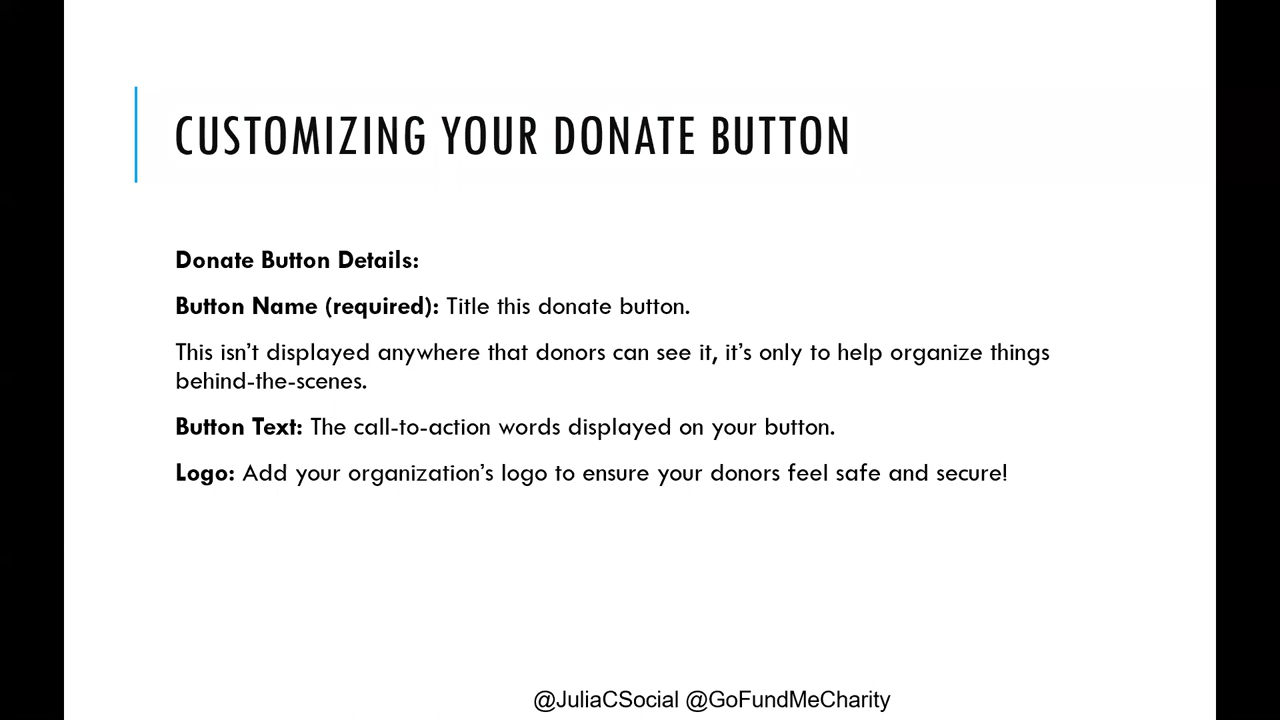 CUSTOMIZING YOUR DONATE BUTTON
Donate Button Details:
Button Name (required): Title this donate button.
This isn’t displayed anywhere that donors can see it, it’s only to help organize things
behind-the-scenes.
Button Text: The call-to-action words displayed on your button.
Logo: Add your organization’s logo to ensure your donors feel safe and secure!
@JuliaCSocial @GoFundMeCharity